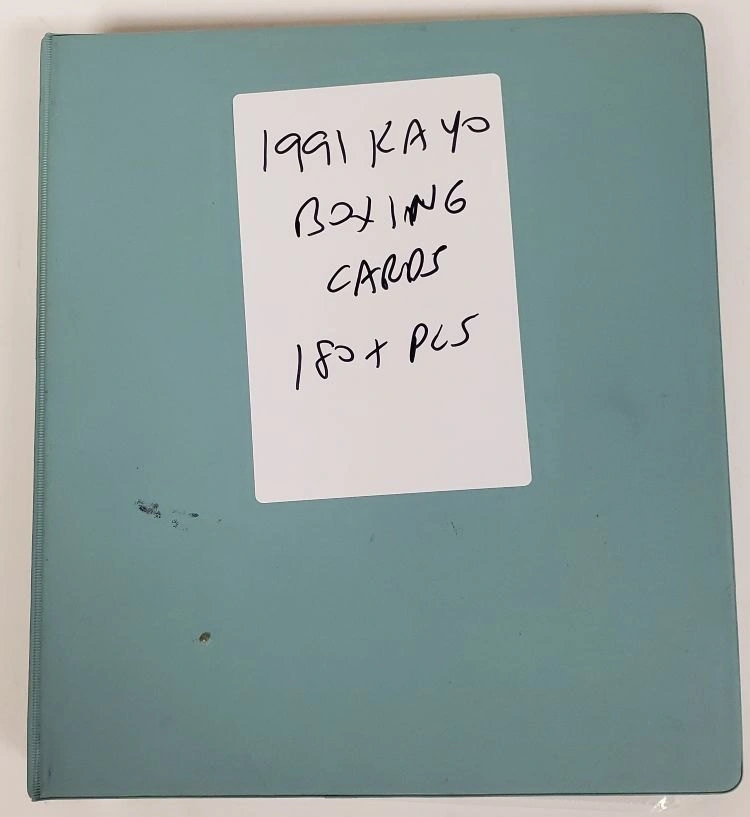 1991 KAYO
BOXING
CARDS
180+ PCS